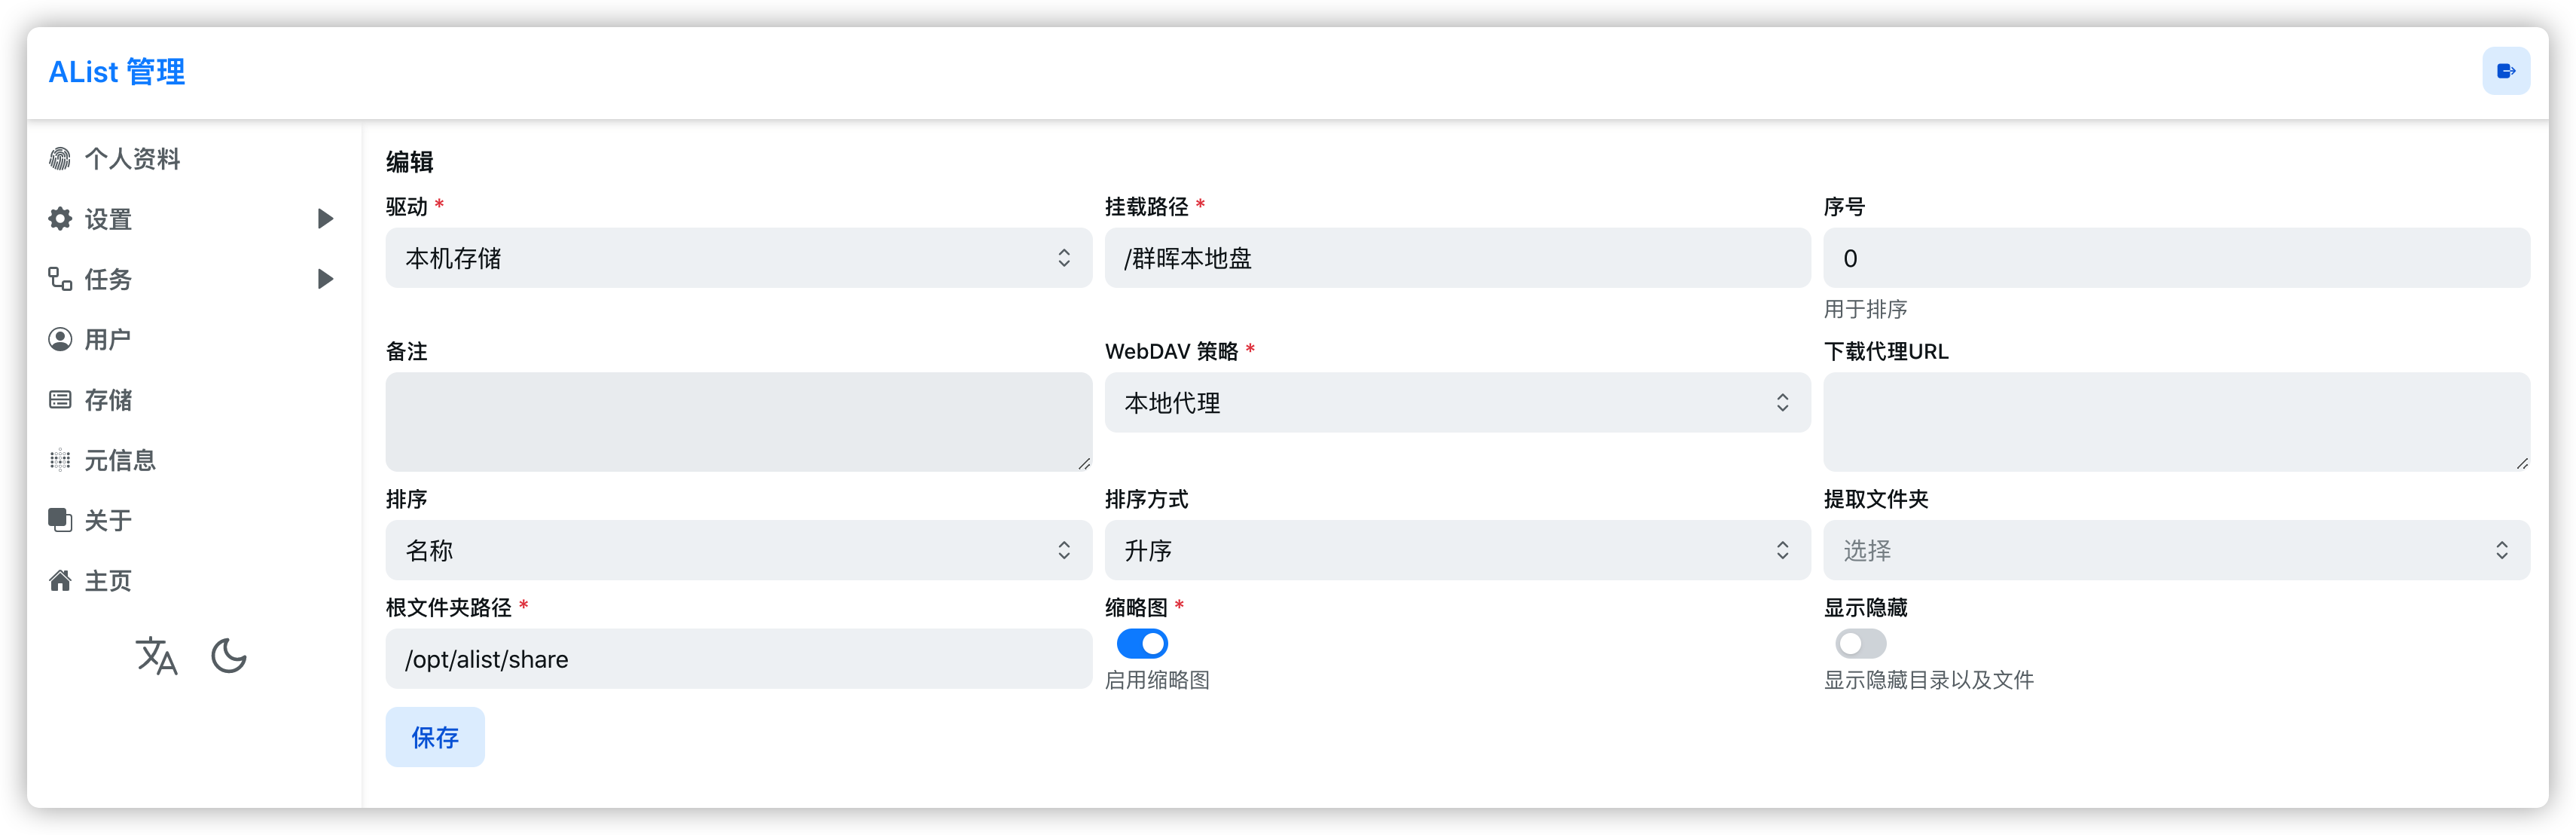 AList 管理
个人资料
设置
任务
用户
存储
元信息
关于
主页
编辑
驱动 *
本机存储
挂载路径 *
/群晖本地盘
序号
0
用于排序
备注
WebDAV 策略 *
本地代理
下载代理URL
排序
名称
排序方式
升序
提取文件夹
选择
根文件夹路径 *
/opt/alist/share
缩略图 *
启用缩略图
显示隐藏
显示隐藏目录以及文件
保存